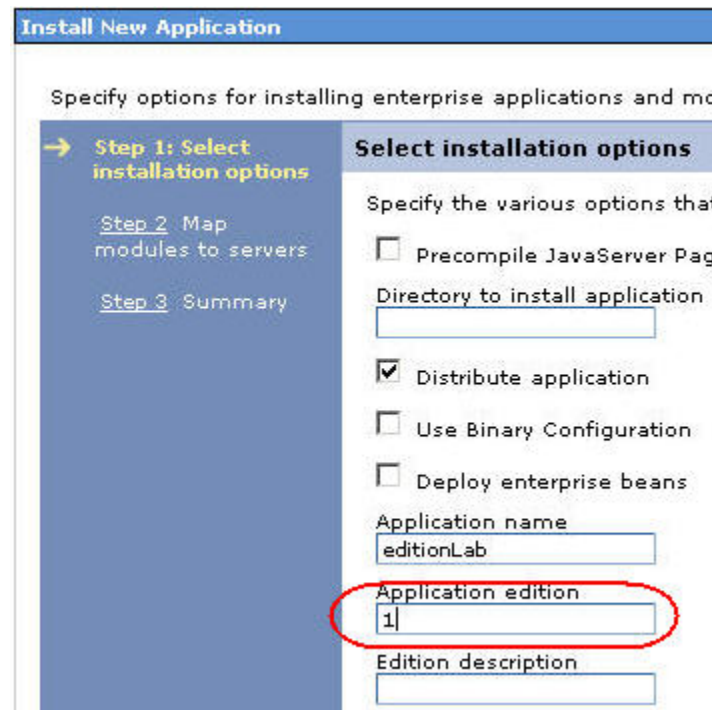 Install New Application
Specify options for installing enterprise applications and mo
Step 1: Select
installation options
Step 2 Map
modules to servers
Step 3 Summary
Select installation options
Specify the various options that
Precompile JavaServer Pag
Directory to install application
Distribute application
Use Binary Configuration
Deploy enterprise beans
Application name
editionLab
Application edition
1
Edition description